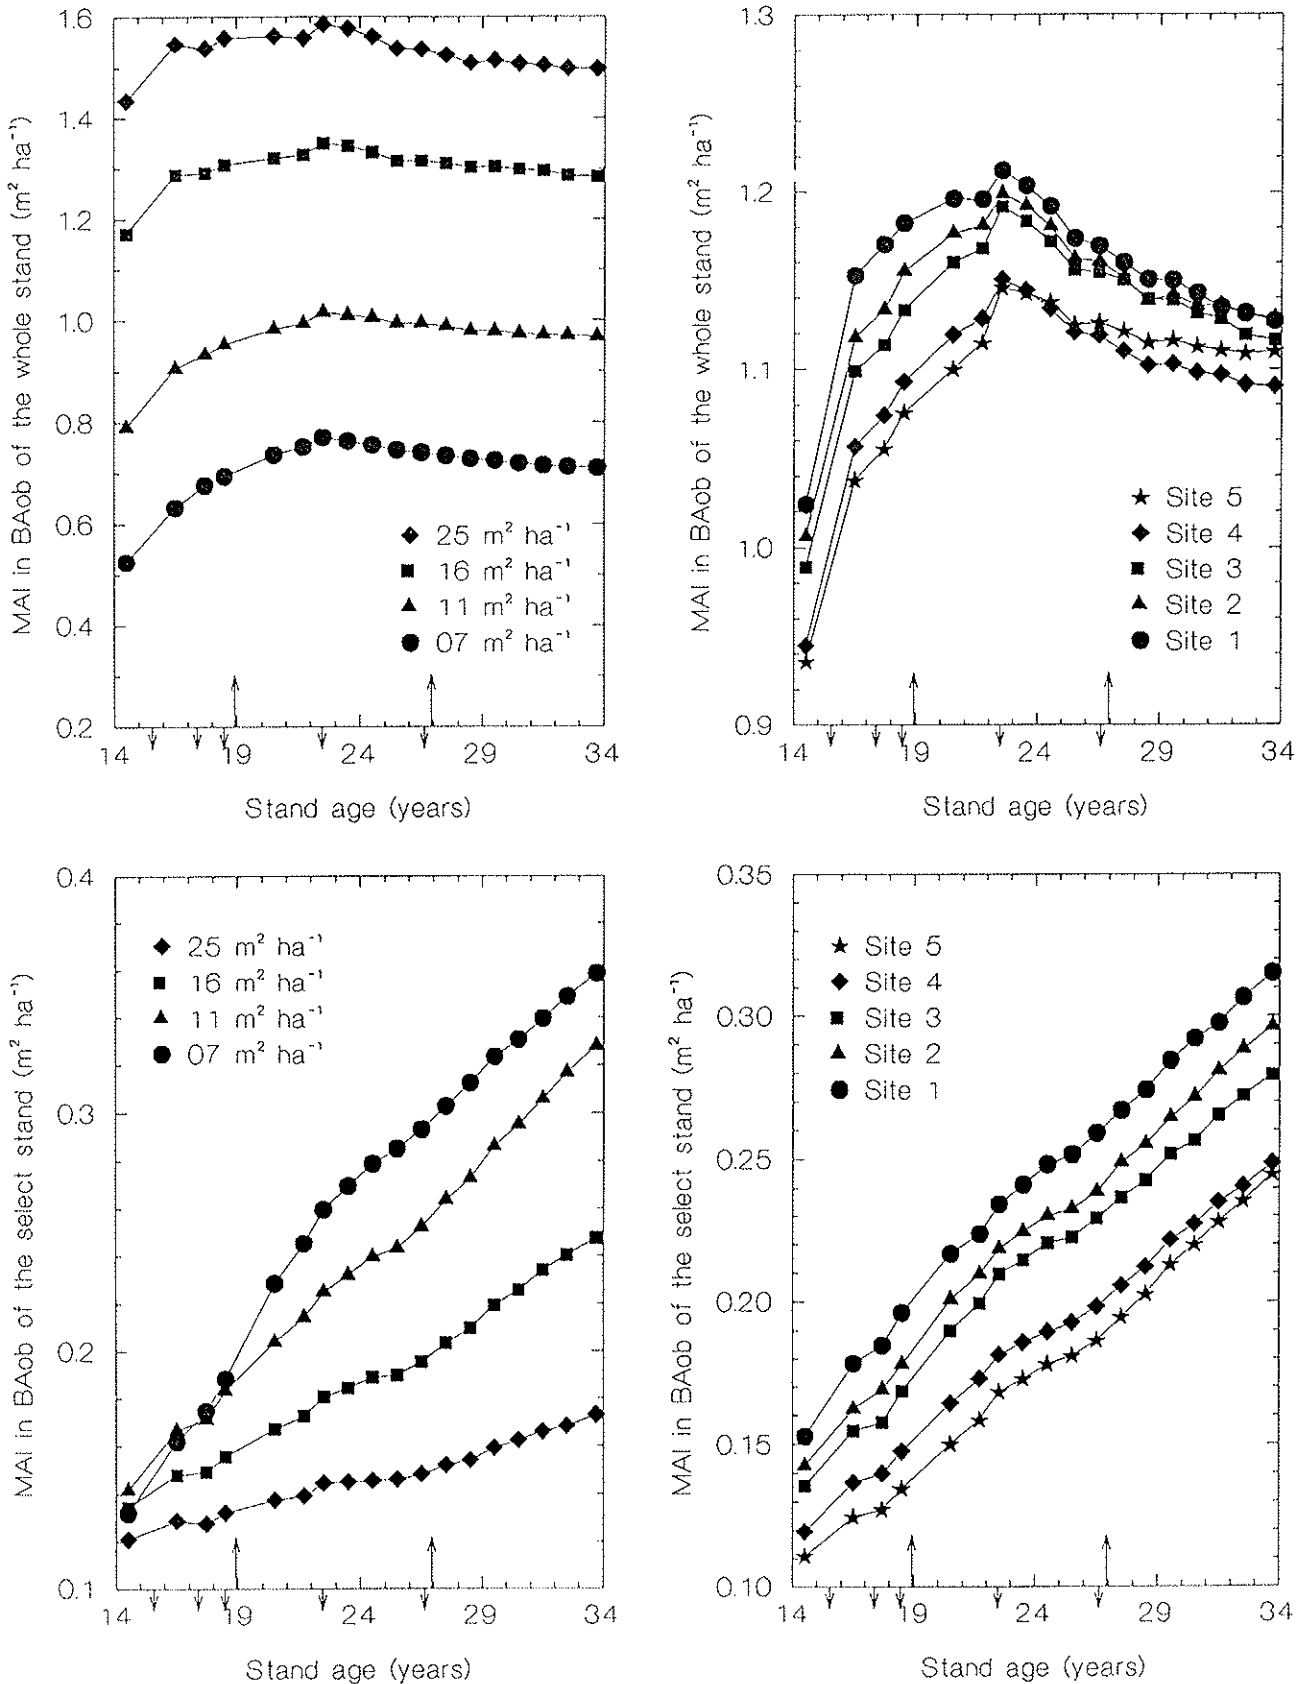 MAI in BAob of the whole stand (m² ha⁻¹)
1.6
1.4
1.2
1.0
0.8
0.6
0.4
0.2
25 m² ha⁻¹
16 m² ha⁻¹
11 m² ha⁻¹
07 m² ha⁻¹
14 19 24 29 34
Stand age (years)
MAI in BAob of the whole stand (m² ha⁻¹)
1.3
1.2
1.1
1.0
0.9
Site 5
Site 4
Site 3
Site 2
Site 1
14 19 24 29 34
Stand age (years)
MAI in BAob of the select stand (m² ha⁻¹)
0.4
0.3
0.2
0.1
25 m² ha⁻¹
16 m² ha⁻¹
11 m² ha⁻¹
07 m² ha⁻¹
14 19 24 29 34
Stand age (years)
MAI in BAob of the select stand (m² ha⁻¹)
0.35
0.30
0.25
0.20
0.15
0.10
Site 5
Site 4
Site 3
Site 2
Site 1
14 19 24 29 34
Stand age (years)